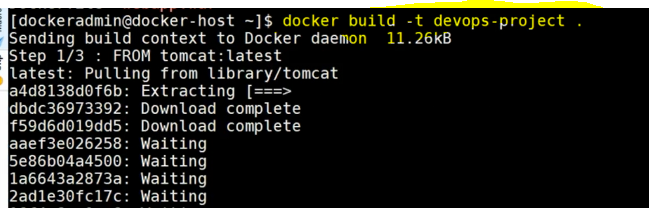 [dockeradmin@docker-host ~]$ docker build -t devops-project .
Sending build context to Docker daemon  11.26kB
Step 1/3 : FROM tomcat:latest
latest: Pulling from library/tomcat
a4d8138d0f6b: Extracting [===>
dbdc36973392: Download complete
f59d6d019dd5: Download complete
aaef3e026258: Waiting
5e86b04a4500: Waiting
1a6643a2873a: Waiting
2ad1e30fc17c: Waiting